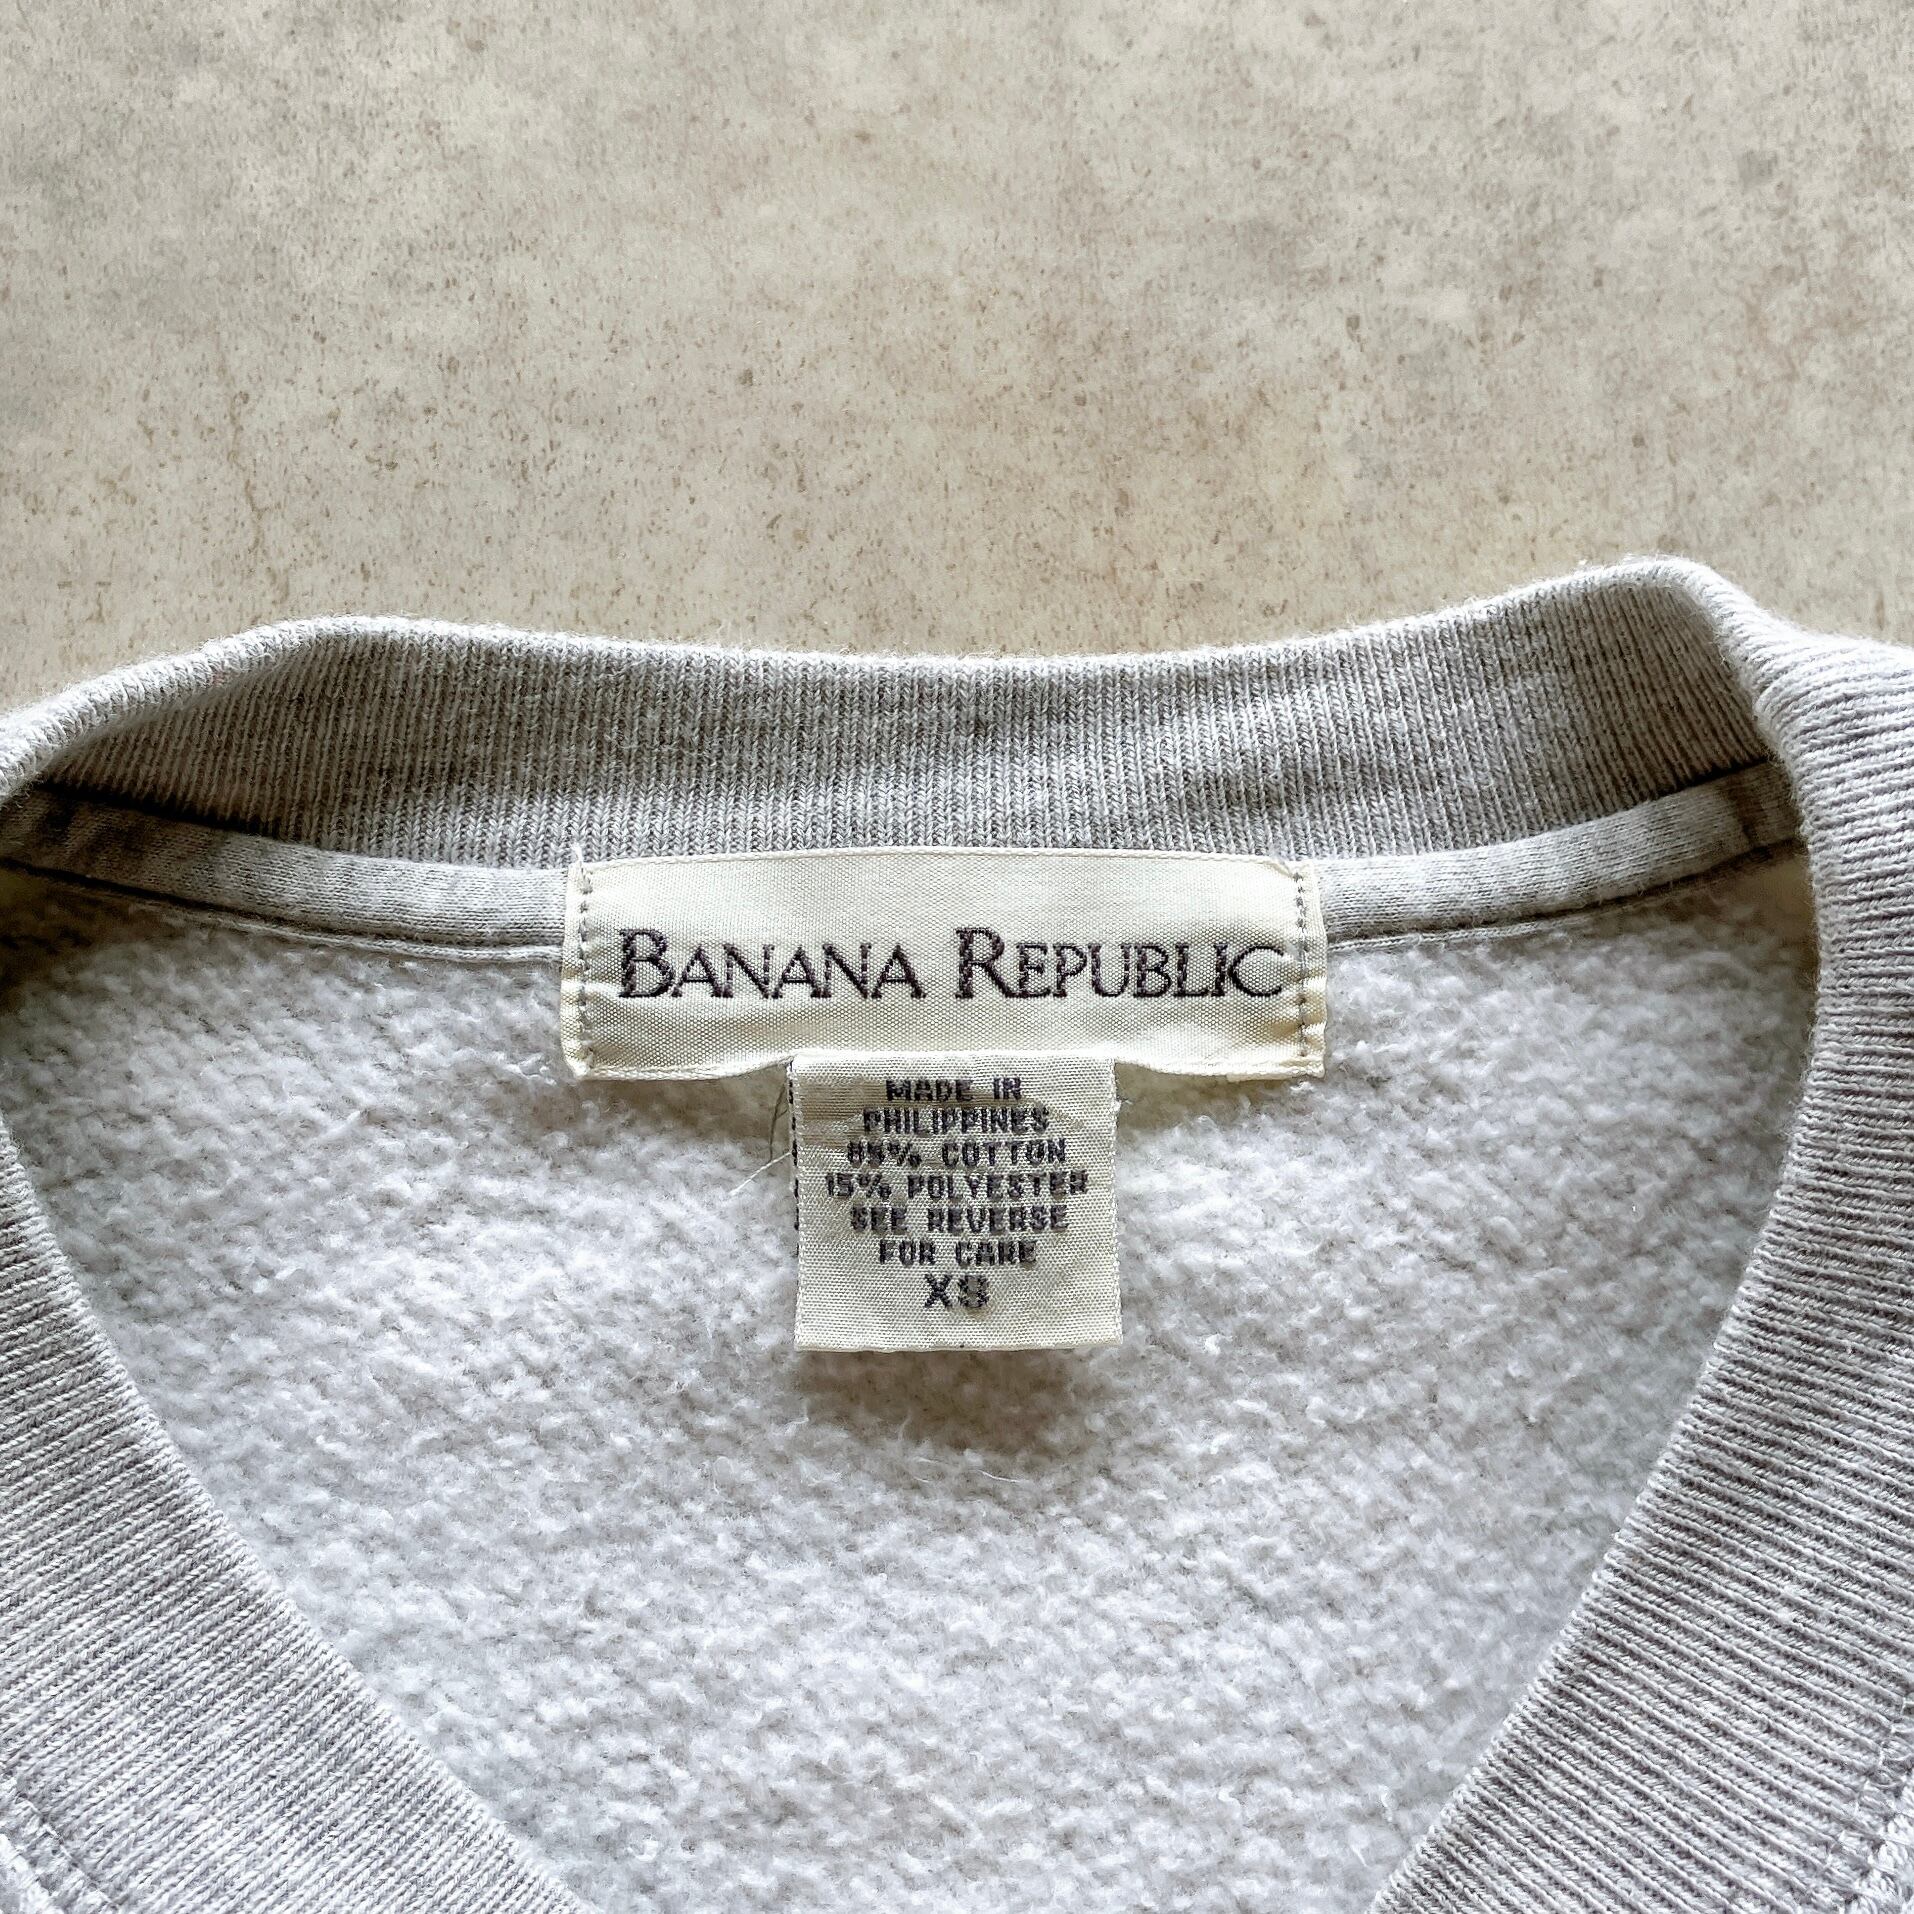 BANANA REPUBLIC
MADE IN
PHILIPPINES
85% COTTON
15% POLYESTER
SEE REVERSE
FOR CARE
XS